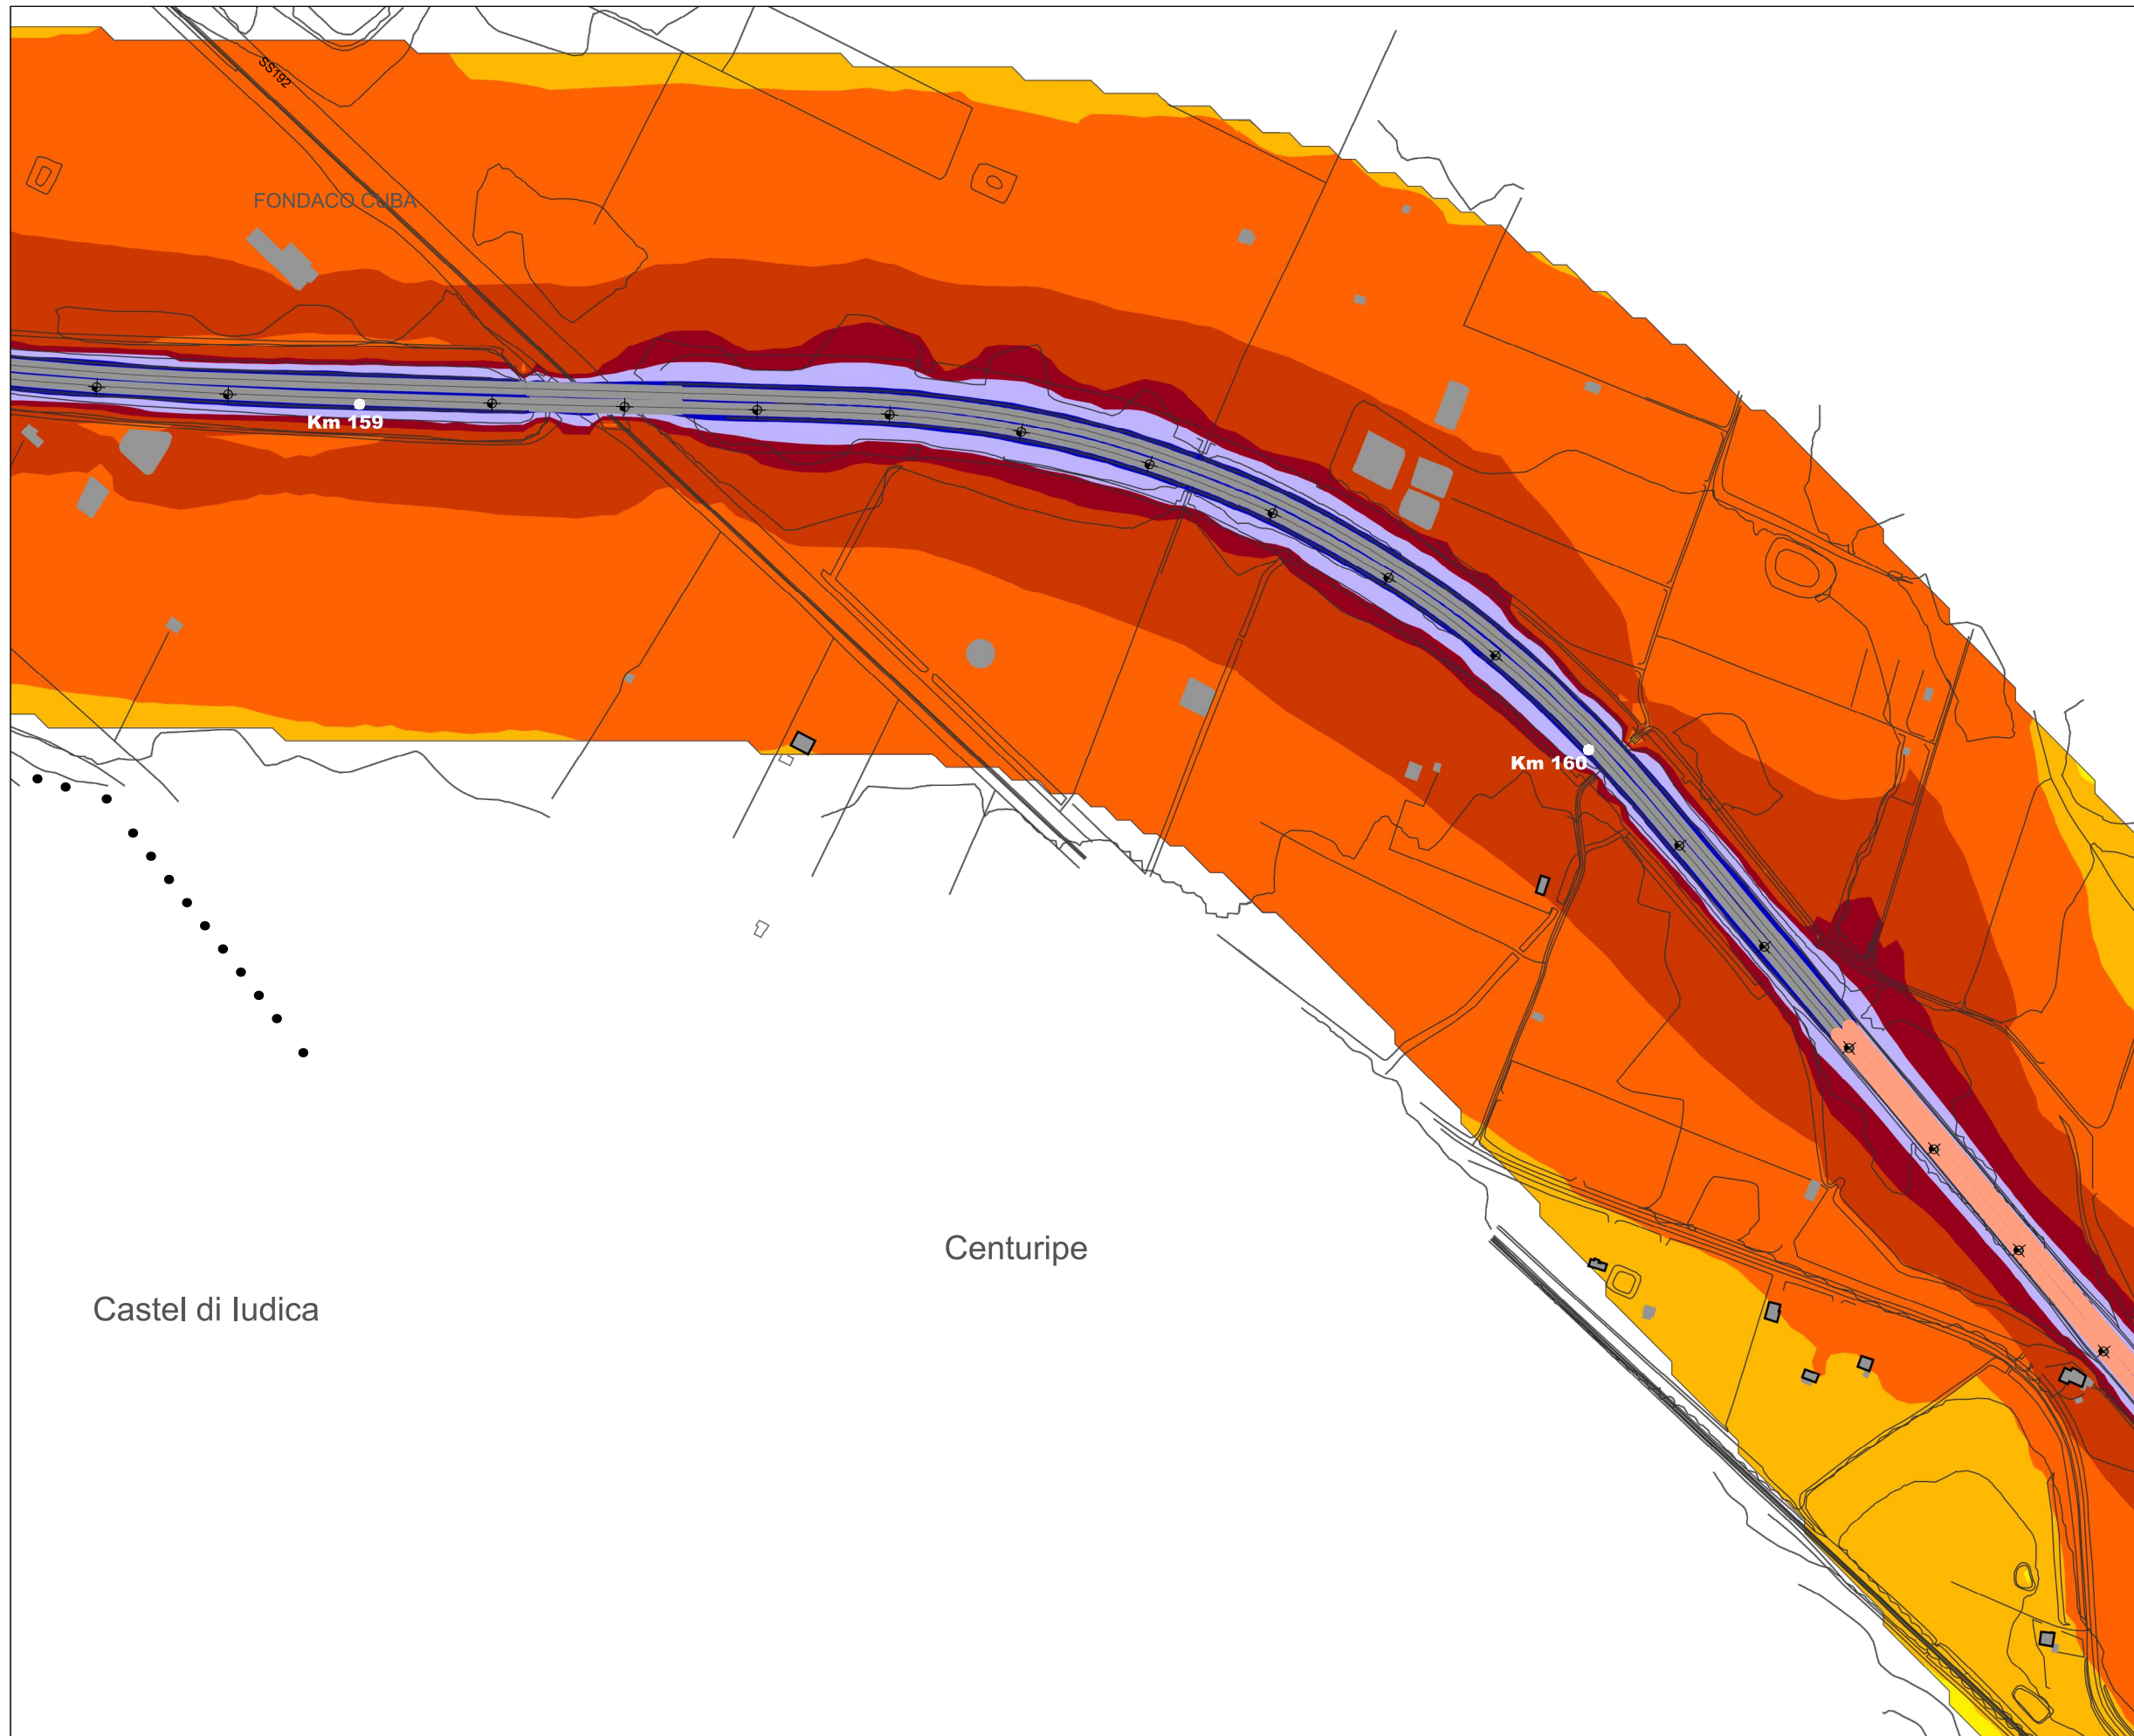 SS192
FONDACO CUBA
Km 159
Km 160
Centuripe
Castel di Iudica